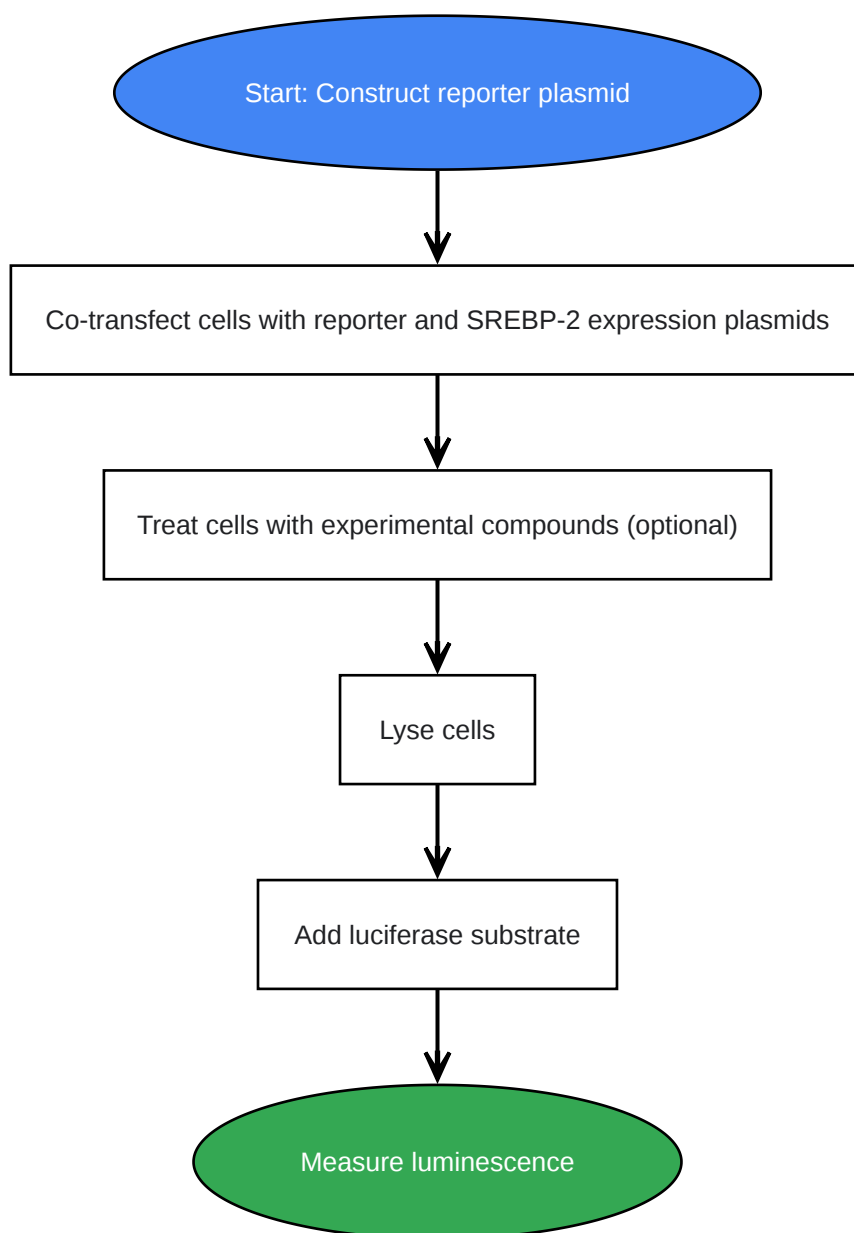 Start: Construct reporter plasmid
Co-transfect cells with reporter and SREBP-2 expression plasmids
Treat cells with experimental compounds (optional)
Lyse cells
Add luciferase substrate
Measure luminescence